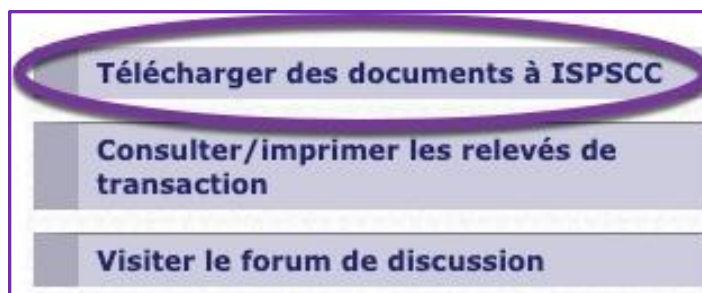 Télécharger des documents à ISPSCC
Consulter/imprimer les relevés de
transaction
Visiter le forum de discussion